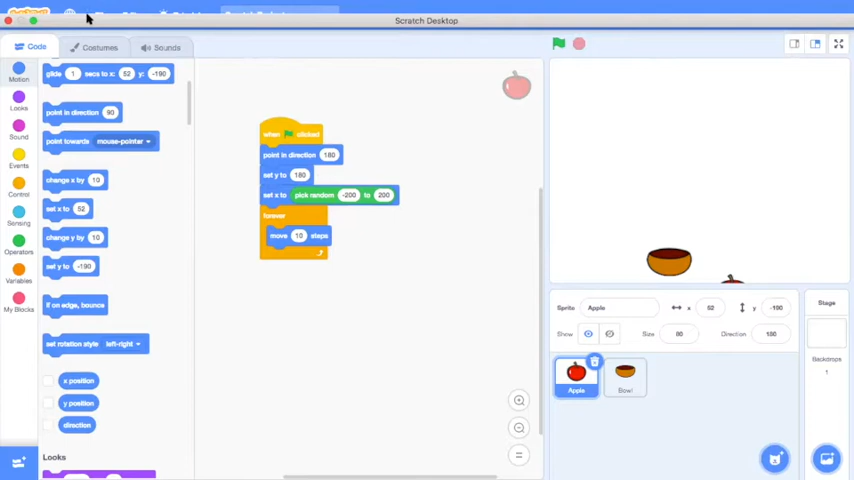 Scratch Desktop
Code
Costumes
Sounds
Motion
Looks
Sound
Events
Control
Sensing
Operators
Variables
My Blocks
glide 1 secs to x: 52 y: -190
point in direction 90
point towards mouse-pointer
change x by 10
set x to 52
change y by 10
set y to -190
if on edge, bounce
set rotation style left-right
x position
y position
direction
Looks
when clicked
point in direction 180
set y to 180
set x to pick random -200 to 200
forever
move 10 steps
Sprite Apple x 52 y -190
Show Size 80 Direction 180
Apple
Bowl
Stage
Backdrops
1